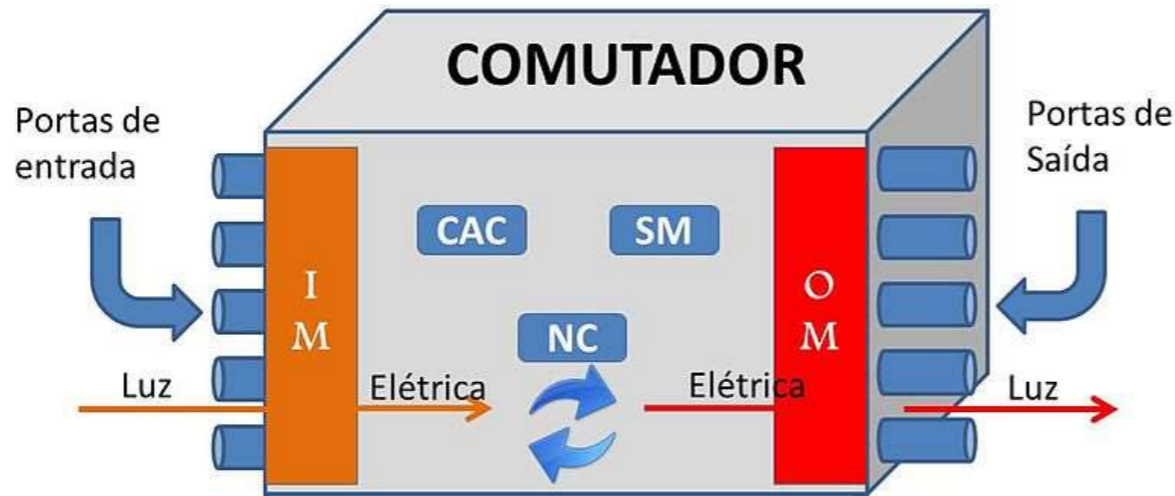 COMUTADOR
Portas de
entrada
Portas de
Saída
CAC
SM
I
M
O
M
NC
Luz
Elétrica
Elétrica
Luz